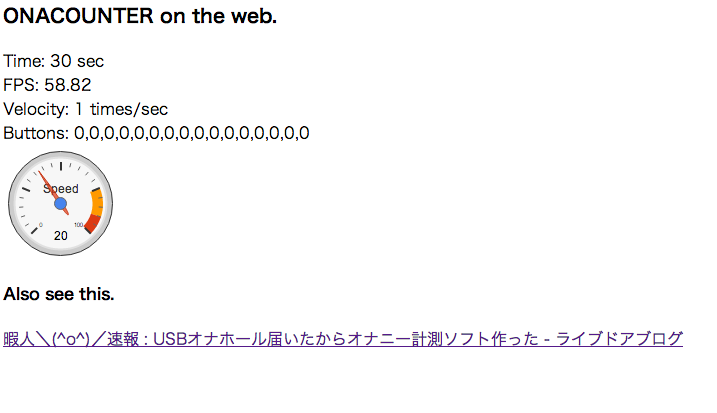 ONACOUNTER on the web.
Time: 30 sec
FPS: 58.82
Velocity: 1 times/sec
Buttons: 0,0,0,0,0,0,0,0,0,0,0,0,0,0,0,0
Speed
0 100
20
Also see this.
暇人＼(^o^)／速報 : USBオナホール届いたからオナニー計測ソフト作った - ライブドアブログ